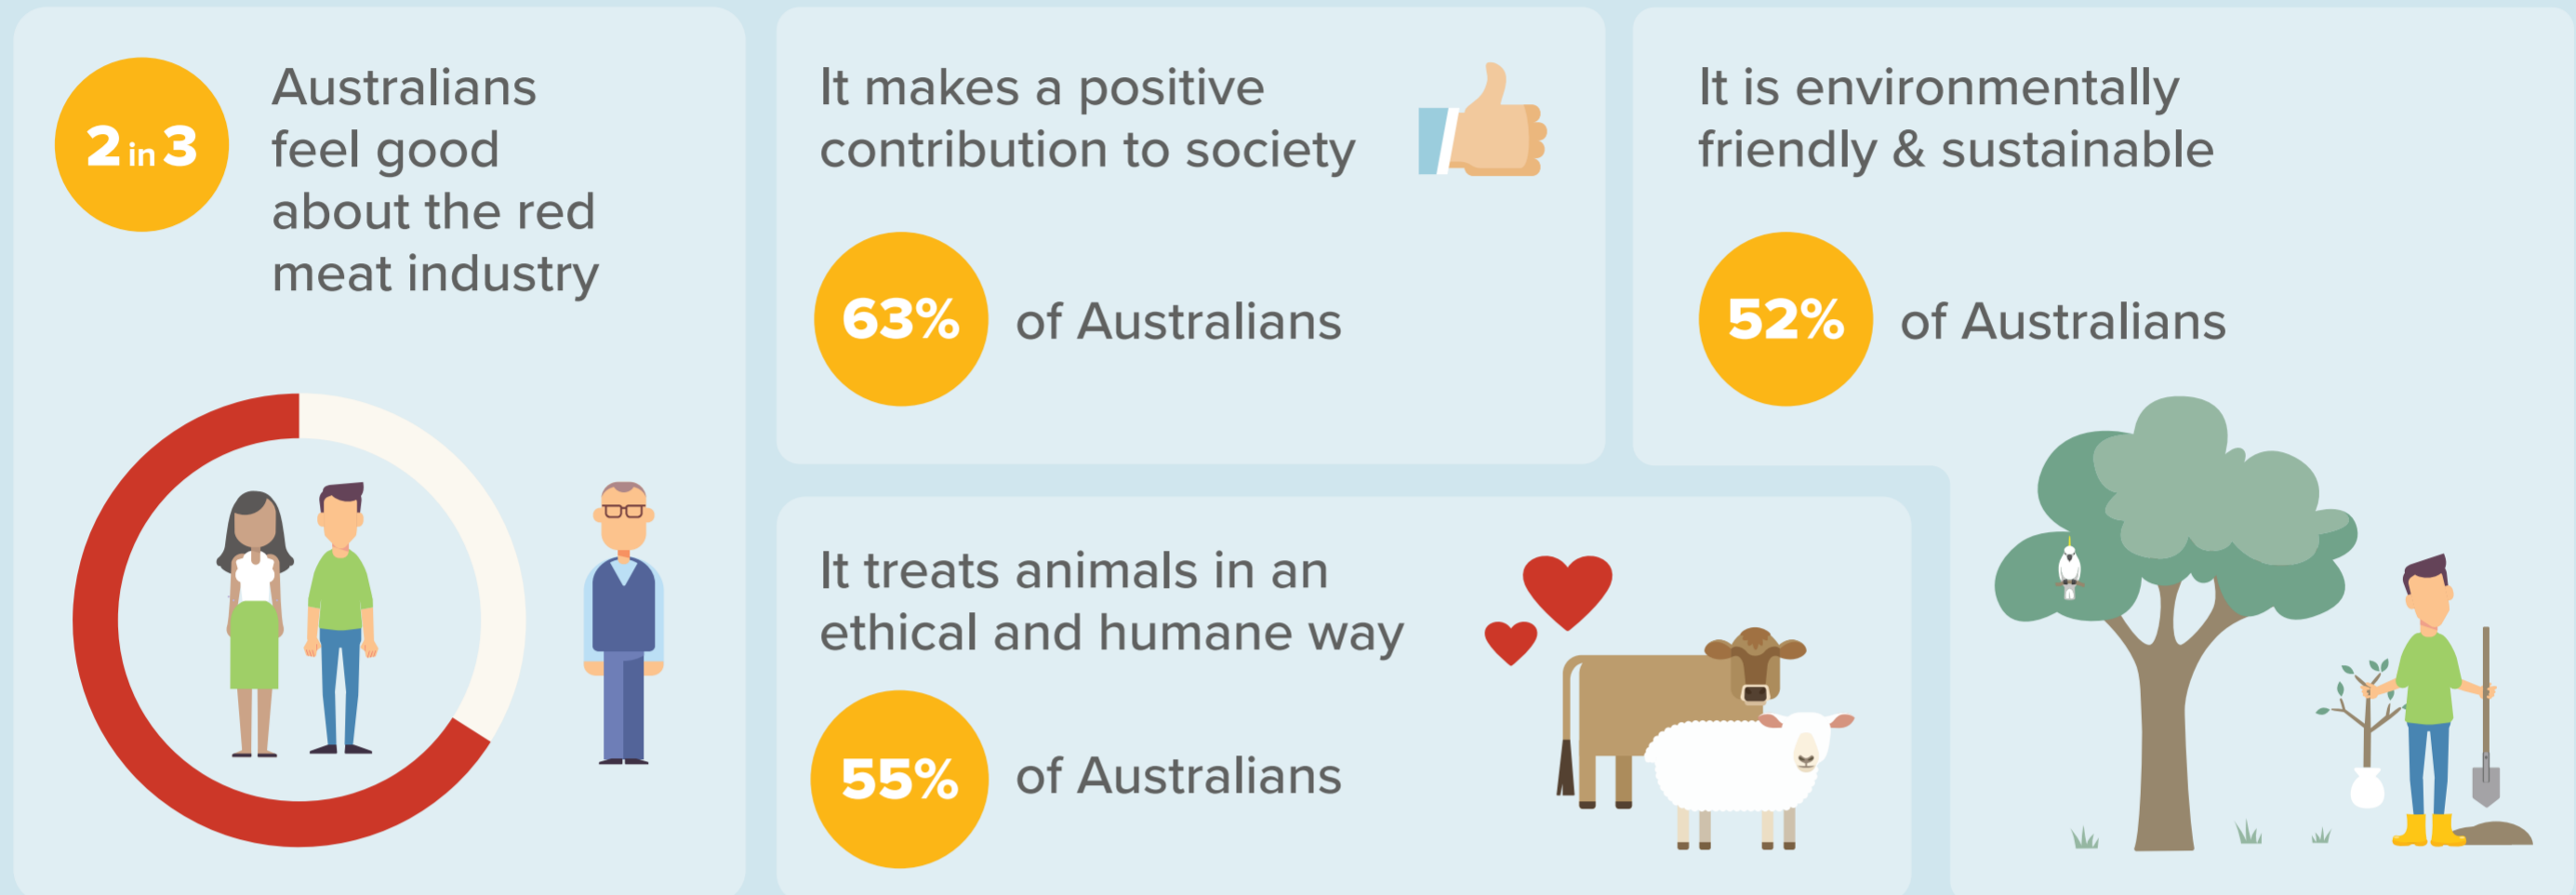 2 in 3
Australians
feel good
about the red
meat industry
It makes a positive
contribution to society
63% of Australians
It is environmentally
friendly & sustainable
52% of Australians
It treats animals in an
ethical and humane way
55% of Australians